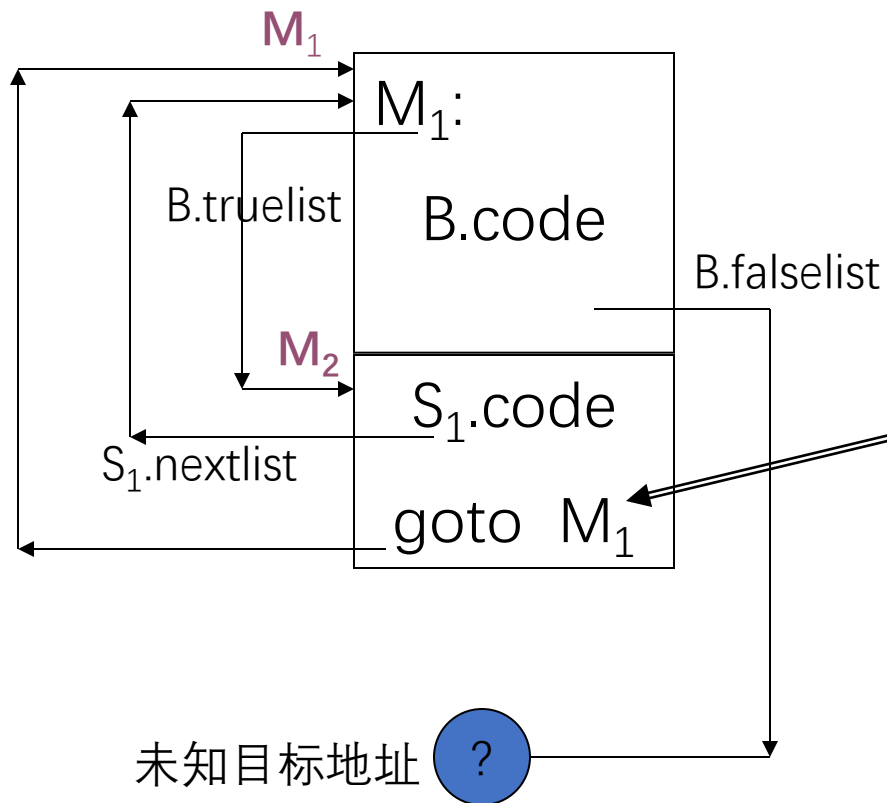 M₁
M₁:
B.truelist
B.code
B.falselist
M₂
S₁.code
S₁.nextlist
goto M₁
未知目标地址 ?